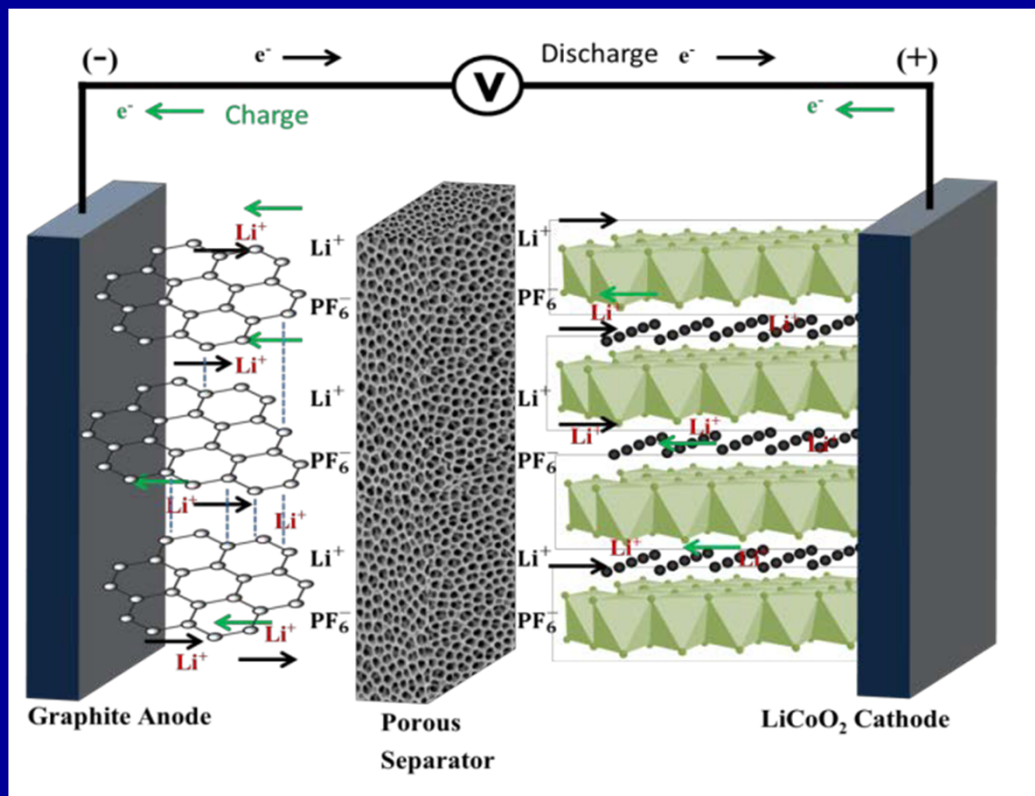 (-)
e⁻
Discharge e⁻
(+)
V
e⁻
Charge
e⁻
Li⁺
Li⁺
Li⁺
PF₆⁻
PF₆⁻
Li⁺
Li⁺
Li⁺
Li⁺
Li⁺
Li⁺
Li⁺
Li⁺
PF₆⁻
PF₆⁻
Li⁺
Li⁺
Li⁺
Li⁺
Li⁺
Li⁺
Li⁺
PF₆⁻
PF₆⁻
Li⁺
Li⁺
Graphite Anode
Porous
Separator
LiCoO₂ Cathode